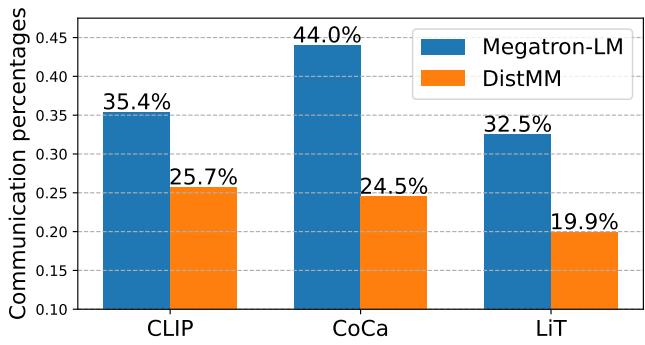 Communication percentages
0.45
0.40
0.35
0.30
0.25
0.20
0.15
0.10
35.4%
25.7%
44.0%
24.5%
32.5%
19.9%
Megatron-LM
DistMM
CLIP
CoCa
LiT